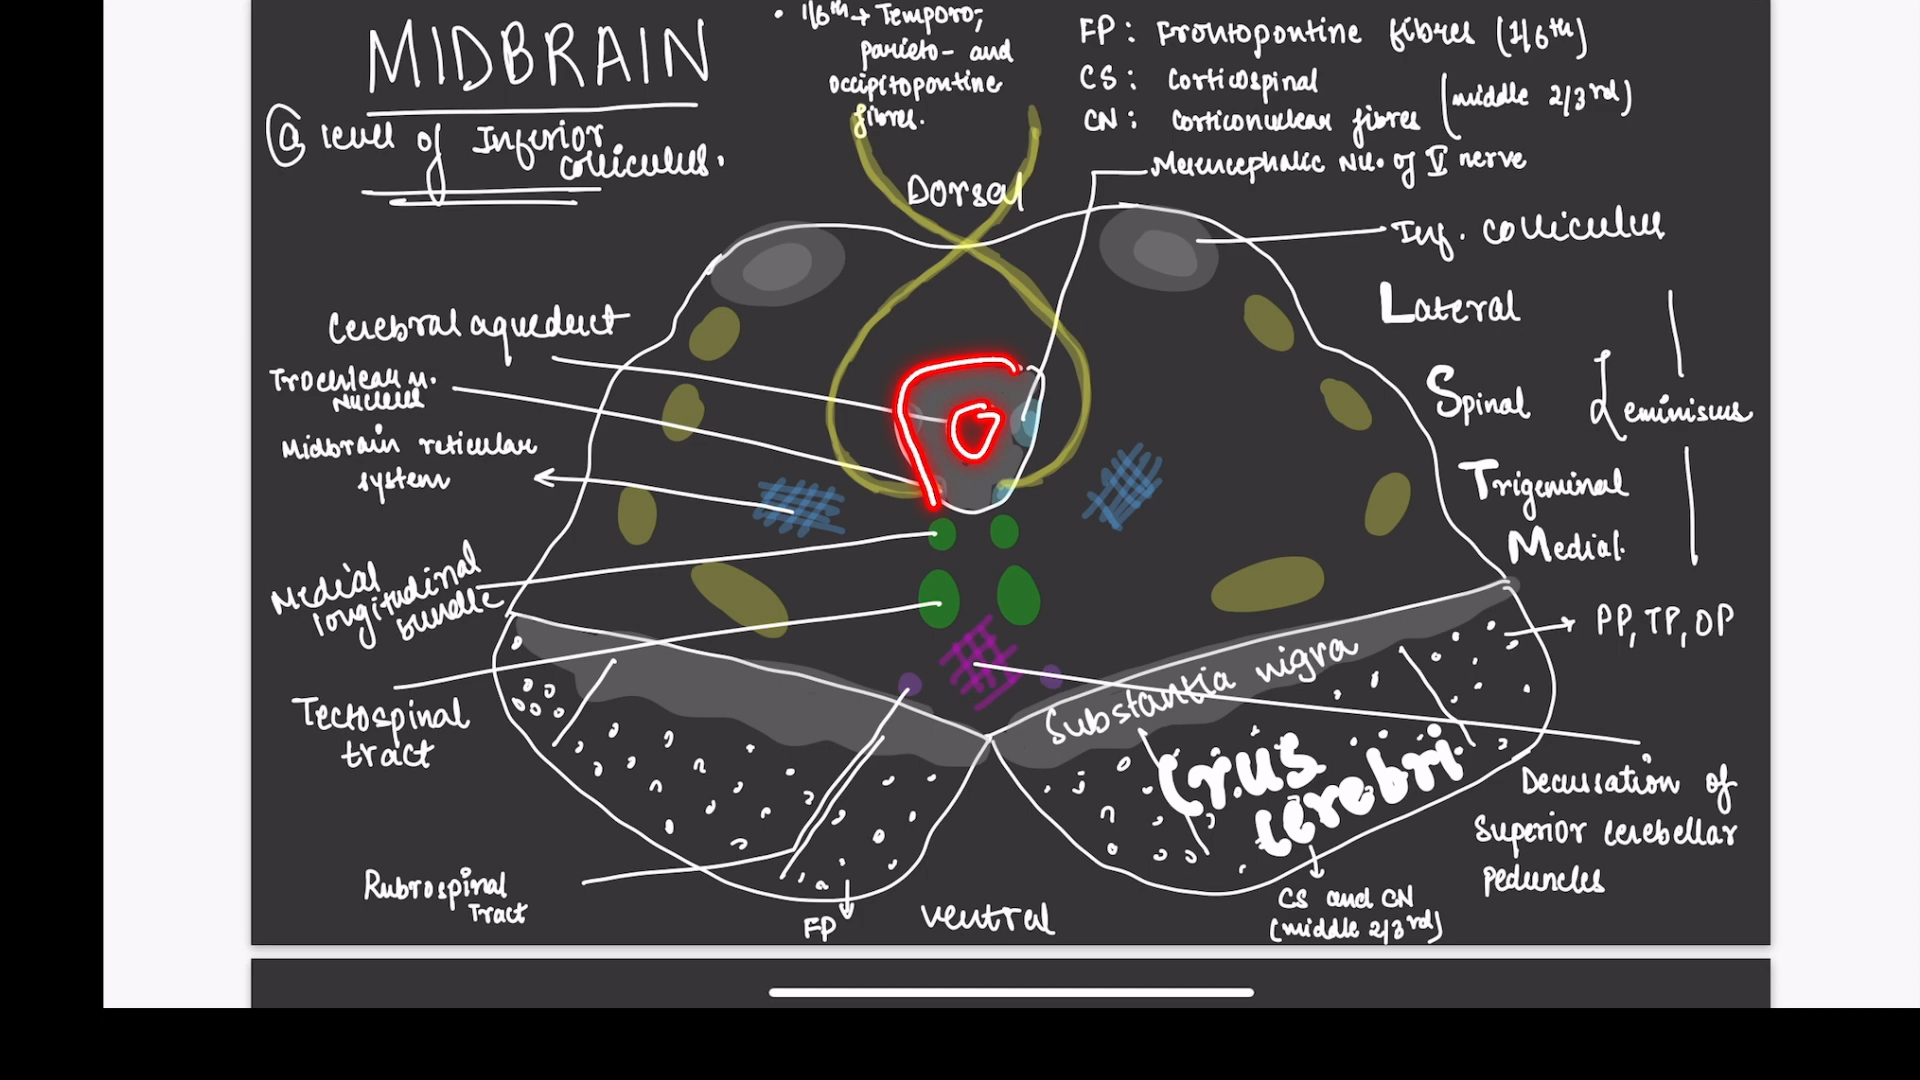 MIDBRAIN
@ level of Inferior
colliculus.
• 1/6th → Temporo-,
parieto- and
occipitopontine
fibres.
FP: Frontopontine fibres (1/6th)
CS: Corticospinal
CN: Corticonuclear fibres
(middle 2/3rd)
Mesencephalic Nu. of V nerve
Dorsal
Inf. colliculus
Lateral
Spinal
Leminiscus
Trigeminal
Medial.
PP, TP, OP
Cerebral aqueduct
Trochlear n.
Nucleus
Midbrain reticular
system
Medial
longitudinal
bundle
Tectospinal
tract
Rubrospinal
Tract
Substantia nigra
Crus
cerebri
Decussation of
superior cerebellar
peduncles
FP
ventral
CS and CN
(middle 2/3rd)